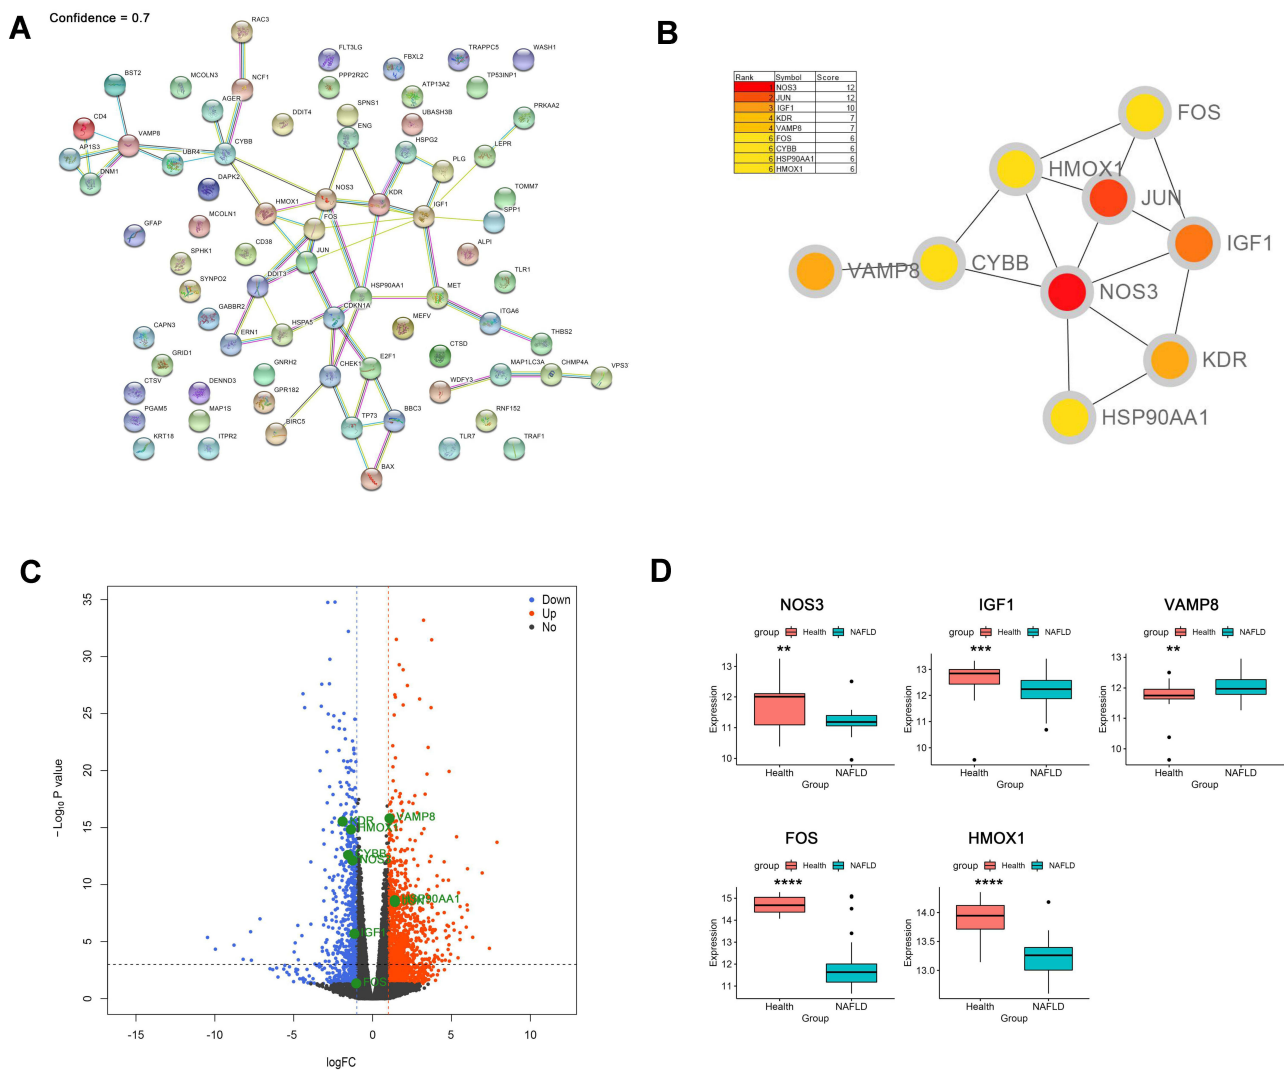 A
Confidence = 0.7
RAC3
FLT3LG
FBXL2
TRAPPC5
WASH1
BST2
MCOLN3
NCF1
PPP2R2C
ATP13A2
TP53INP1
AGER
DDIT4
SPNS1
UBASH3B
PRKAA2
CD4
VAMP8
CYBB
ENG
HSPG2
LEPR
AP1S3
UBR4
PLG
DNM1
DAPK2
NOS3
KDR
TOMM7
HMOX1
IGF1
SPP1
GFAP
MCOLN1
FOS
SPHK1
CD38
JUN
ALPI
SYNPO2
DDIT3
TLR1
GABBR2
HSP90AA1
MET
CDKN1A
MEFV
ITGA6
CAPN3
ERN1
HSPA5
THBS2
GRID1
GNRH2
CHEK1
E2F1
CTSD
MAP1LC3A
CHMP4A
VPS3
CTSV
DENND3
GPR182
WDFY3
PGAM5
MAP1S
BIRC5
TP73
BBC3
RNF152
KRT18
ITPR2
TLR7
TRAF1
BAX
B
Rank Symbol Score
1 NOS3 12
2 JUN 12
3 IGF1 10
4 KDR 7
4 VAMP8 7
6 FOS 6
6 CYBB 6
6 HSP90AA1 6
6 HMOX1 6
FOS
HMOX1
JUN
IGF1
VAMP8
CYBB
NOS3
KDR
HSP90AA1
C
Down
Up
No
35
30
25
20
15
10
5
0
− Log10 P value
KDR
HMOX1
VAMP8
CYBB
NOS3
HSP90AA1
IGF1
FOS
-15 -10 -5 0 5 10
logFC
D
NOS3
group Health NAFLD
**
13
12
11
10
Expression
Health NAFLD
Group
IGF1
group Health NAFLD
***
13
12
11
10
Expression
Health NAFLD
Group
VAMP8
group Health NAFLD
**
13
12
11
10
Expression
Health NAFLD
Group
FOS
group Health NAFLD
****
15
14
13
12
11
Expression
Health NAFLD
Group
HMOX1
group Health NAFLD
****
14.0
13.5
13.0
Expression
Health NAFLD
Group